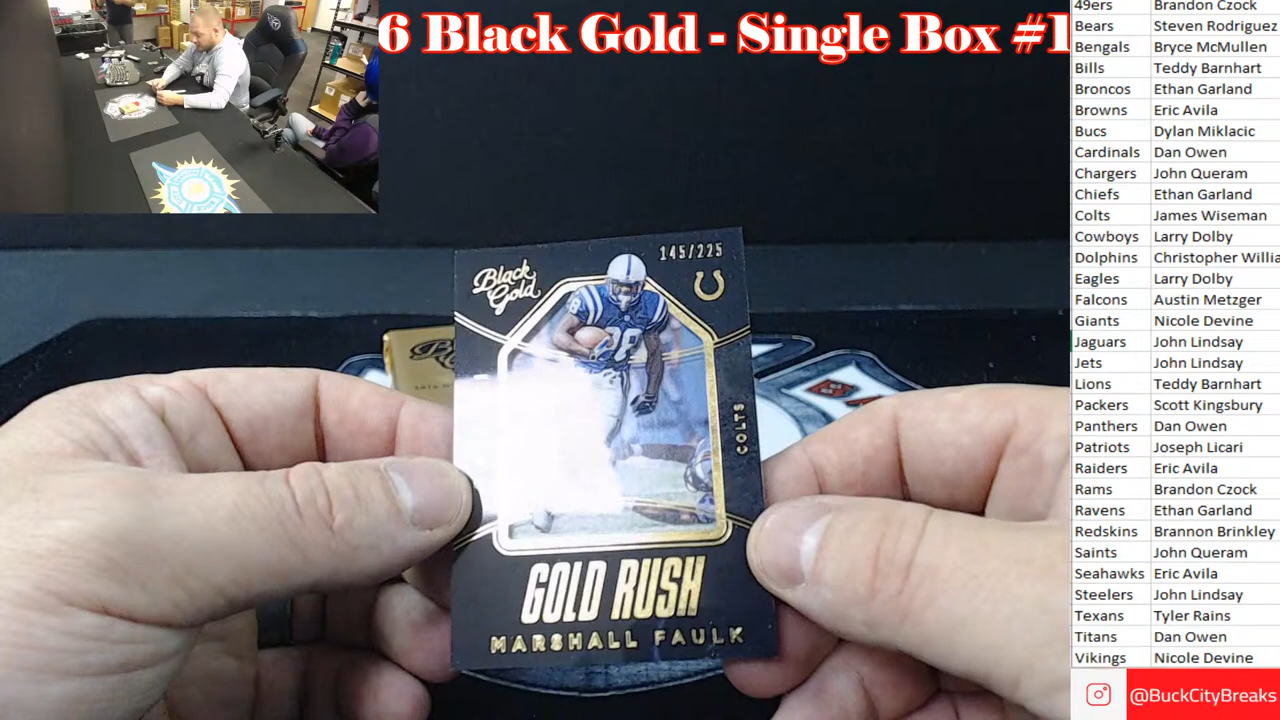 6 Black Gold - Single Box #1
145/225
Black
Gold
28
COLTS
GOLD RUSH
MARSHALL FAULK
49ers Brandon Czock
Bears Steven Rodriguez
Bengals Bryce McMullen
Bills Teddy Barnhart
Broncos Ethan Garland
Browns Eric Avila
Bucs Dylan Miklacic
Cardinals Dan Owen
Chargers John Queram
Chiefs Ethan Garland
Colts James Wiseman
Cowboys Larry Dolby
Dolphins Christopher Willia
Eagles Larry Dolby
Falcons Austin Metzger
Giants Nicole Devine
Jaguars John Lindsay
Jets John Lindsay
Lions Teddy Barnhart
Packers Scott Kingsbury
Panthers Dan Owen
Patriots Joseph Licari
Raiders Eric Avila
Rams Brandon Czock
Ravens Ethan Garland
Redskins Brannon Brinkley
Saints John Queram
Seahawks Eric Avila
Steelers John Lindsay
Texans Tyler Rains
Titans Dan Owen
Vikings Nicole Devine
@BuckCityBreaks